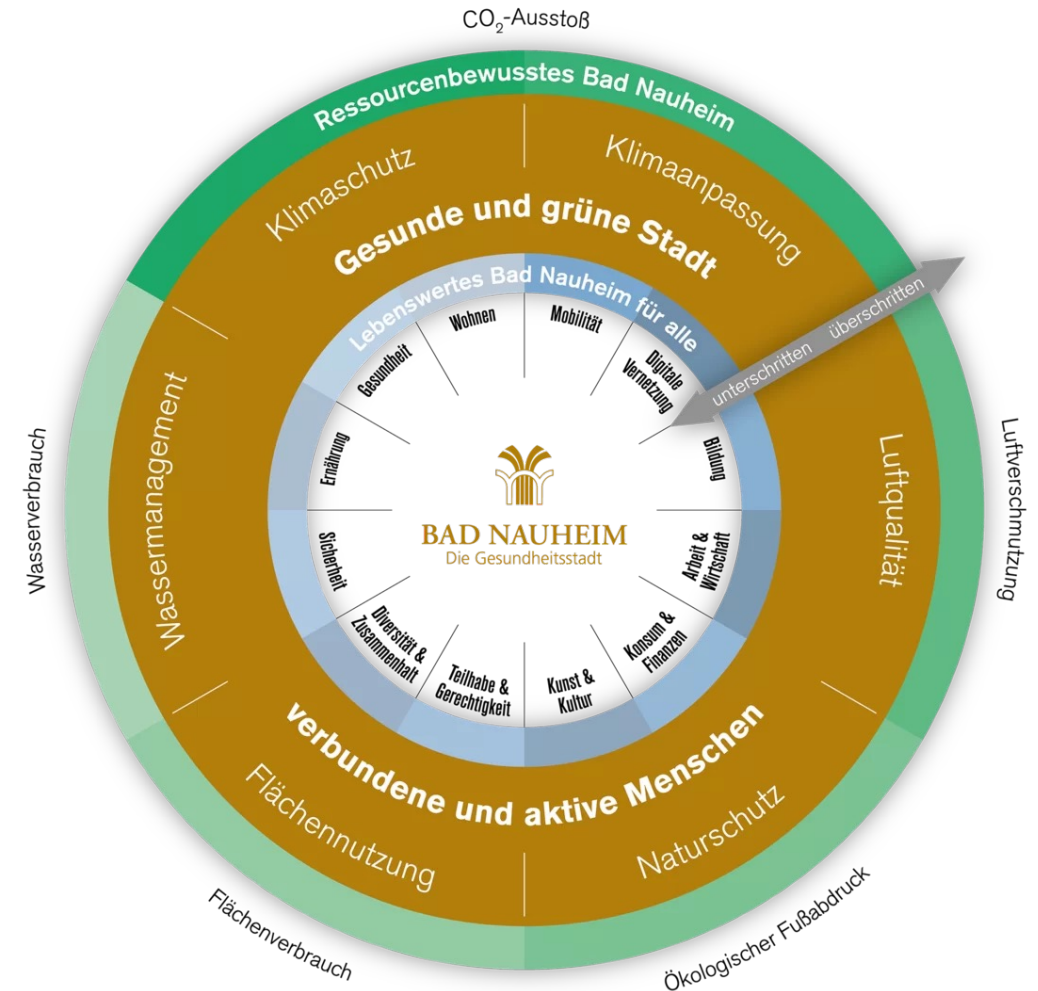 CO₂-Ausstoß
Ressourcenbewusstes Bad Nauheim
Klimaschutz
Klimaanpassung
Gesunde und grüne Stadt
Lebenswertes Bad Nauheim für alle
unterschritten
überschritten
Wohnen
Mobilität
Gesundheit
Digitale
Vernetzung
Ernährung
Bildung
Sicherheit
Arbeit &
Wirtschaft
Diversität &
Zusammenhalt
Konsum &
Finanzen
Teilhabe &
Gerechtigkeit
Kunst &
Kultur
BAD NAUHEIM
Die Gesundheitsstadt
Wasserverbrauch
Wassermanagement
Luftqualität
Luftverschmutzung
verbundene und aktive Menschen
Flächennutzung
Naturschutz
Flächenverbrauch
Ökologischer Fußabdruck